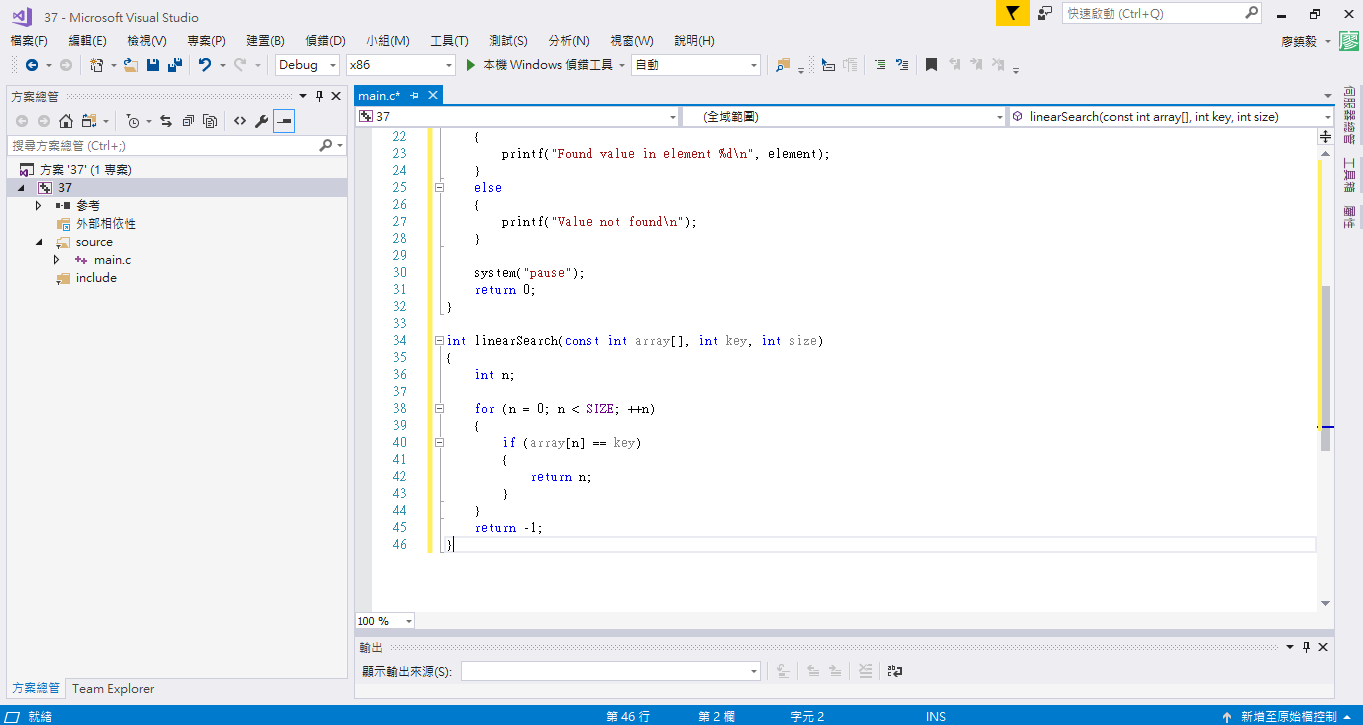 37 - Microsoft Visual Studio
快速啟動 (Ctrl+Q)
檔案(F) 編輯(E) 檢視(V) 專案(P) 建置(B) 偵錯(D) 小組(M) 工具(T) 測試(S) 分析(N) 視窗(W) 說明(H)
廖鎮毅
廖
Debug x86 本機 Windows 偵錯工具 自動
方案總管
搜尋方案總管 (Ctrl+;)
方案 '37' (1 專案)
37
參考
外部相依性
source
main.c
include
方案總管 Team Explorer
main.c*
37 (全域範圍) linearSearch(const int array[], int key, int size)
22 {
23 printf("Found value in element %d\n", element);
24 }
25 else
26 {
27 printf("Value not found\n");
28 }
29
30 system("pause");
31 return 0;
32 }
33
34 int linearSearch(const int array[], int key, int size)
35 {
36 int n;
37
38 for (n = 0; n < SIZE; ++n)
39 {
40 if (array[n] == key)
41 {
42 return n;
43 }
44 }
45 return -1;
46 }
100 %
輸出
顯示輸出來源(S):
伺服器總管
工具箱
屬性
就緒 第 46 行 第 2 欄 字元 2 INS 新增至原始檔控制